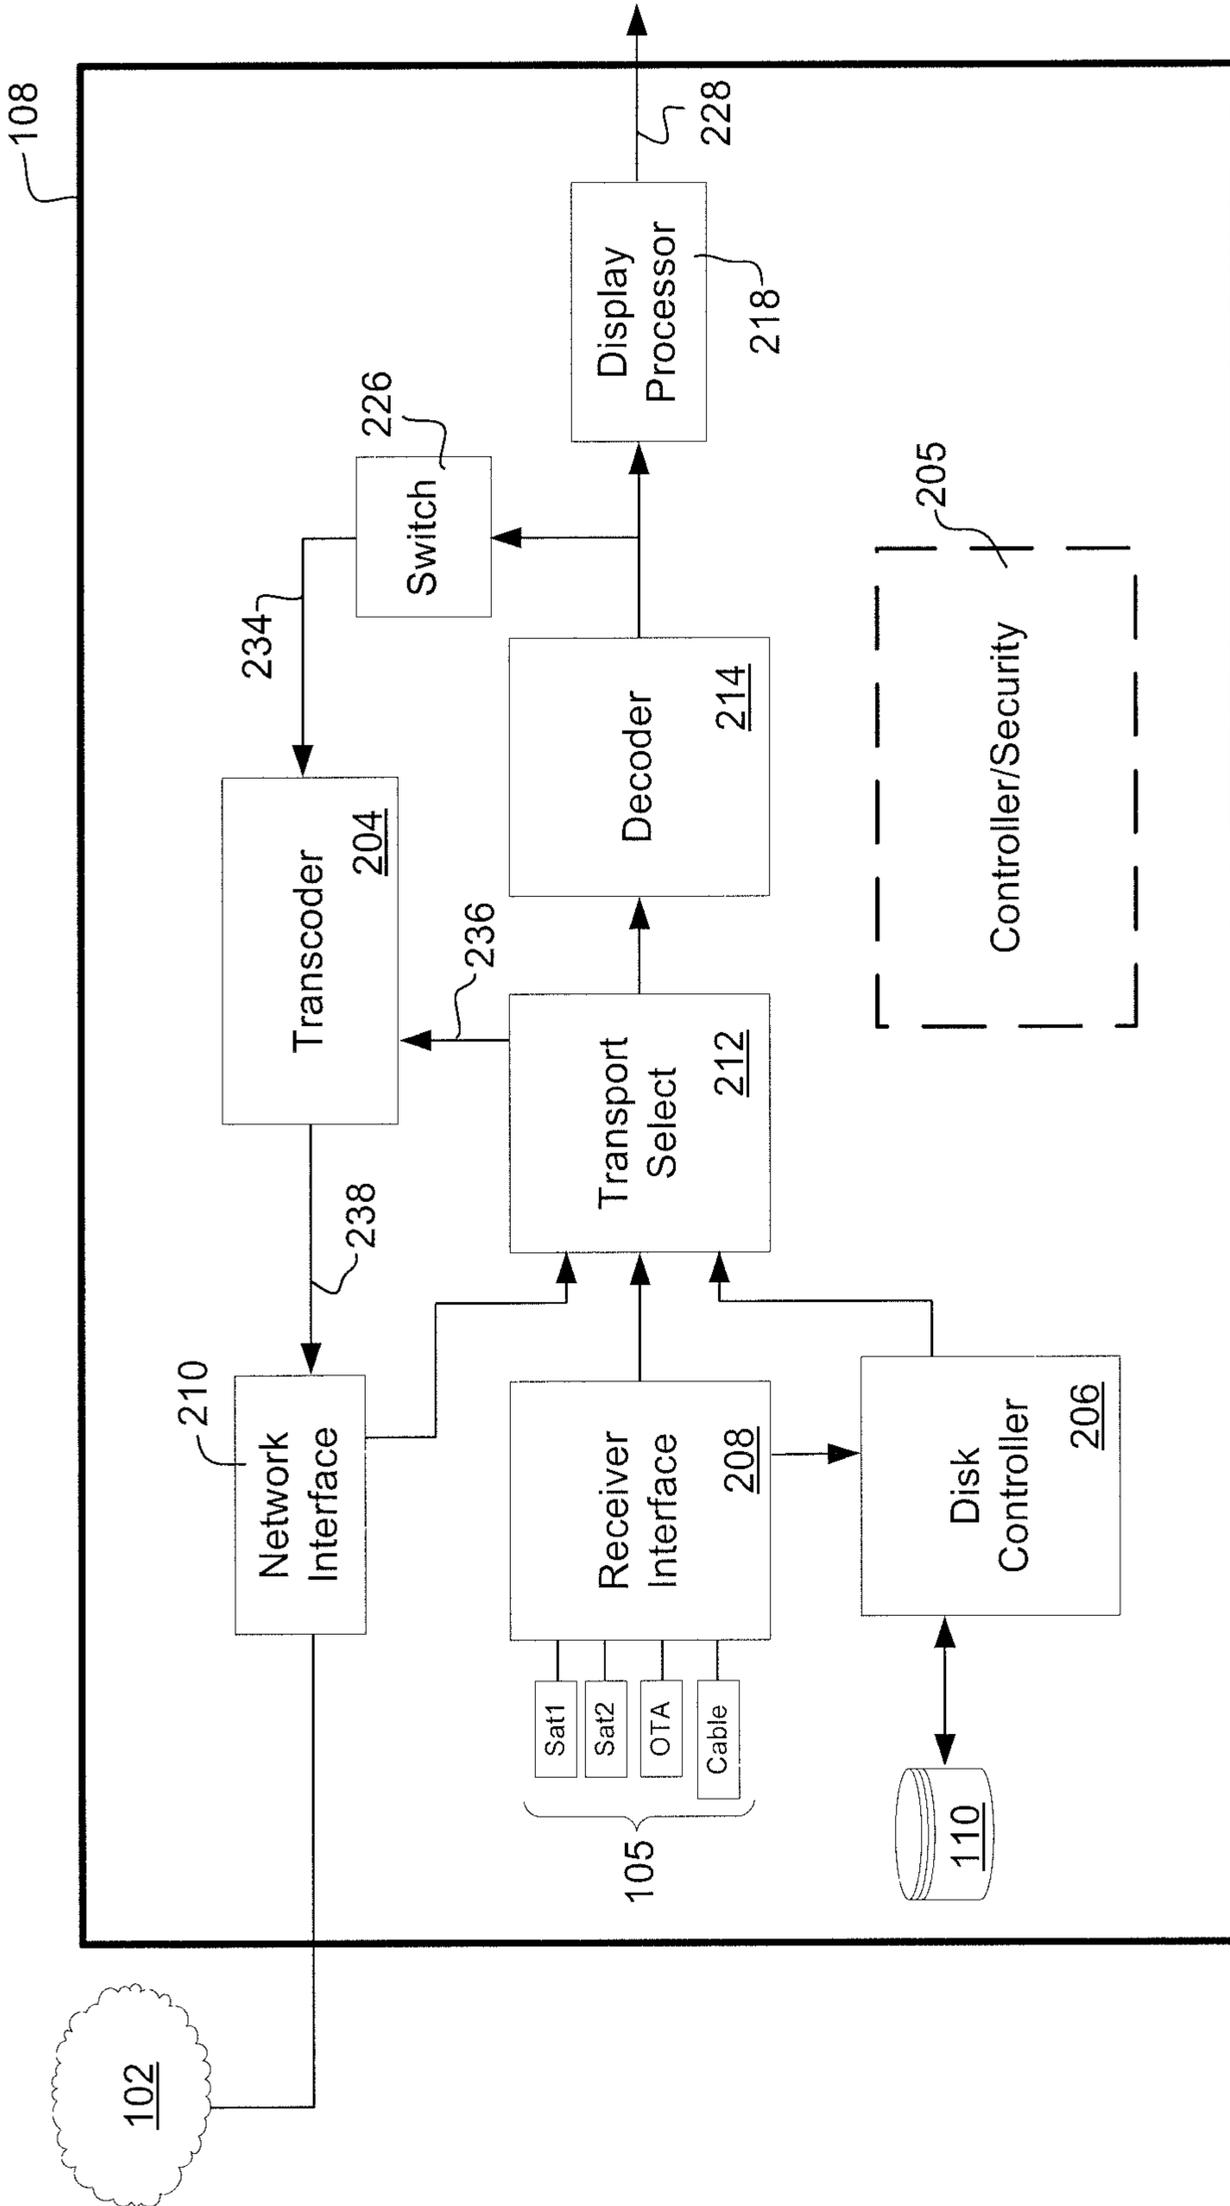 108
102
210
Network
Interface
238
Transcoder
204
234
Switch
226
236
105
Sat1
Sat2
OTA
Cable
Receiver
Interface
208
Transport
Select
212
Decoder
214
Display
Processor
218
228
110
Disk
Controller
206
Controller/Security
205